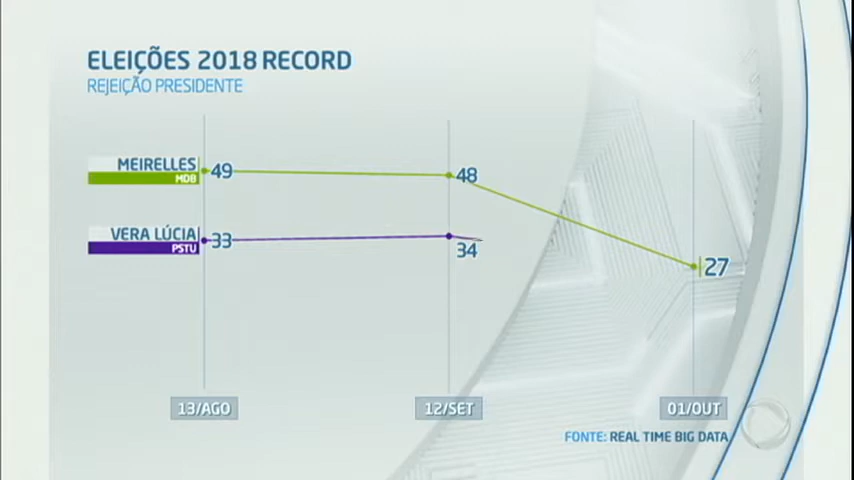 ELEIÇÕES 2018 RECORD
REJEIÇÃO PRESIDENTE
MEIRELLES
MDB
49
48
27
VERA LÚCIA
PSTU
33
34
13/AGO
12/SET
01/OUT
FONTE: REAL TIME BIG DATA